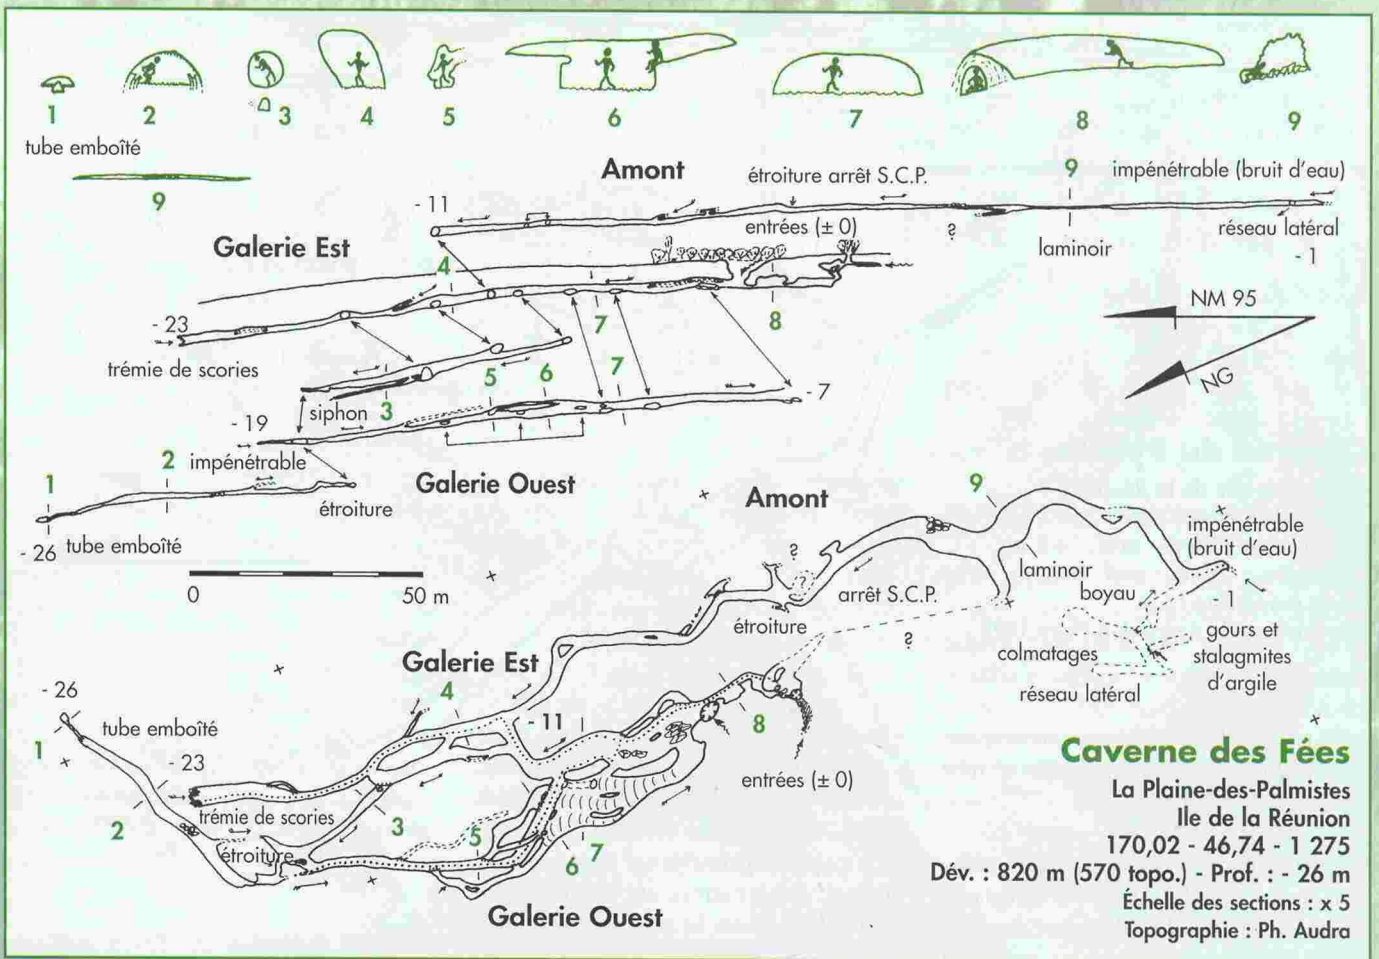 1 2 3 4 5 6 7 8 9
tube emboîté
9
Amont
étroiture arrêt S.C.P.
9
impénétrable (bruit d'eau)
- 11
entrées (± 0)
?
laminoir
réseau latéral
- 1
Galerie Est
4
7
8
NM 95
NG
- 23
trémie de scories
5
6
7
siphon
3
- 7
- 19
impénétrable
2
1
Galerie Ouest
étroiture
- 26
tube emboîté
0 50 m
Amont
9
impénétrable
(bruit d'eau)
?
laminoir
arrêt S.C.P.
boyau
- 1
étroiture
?
gours et
stalagmites
d'argile
colmatages
réseau latéral
Galerie Est
4
- 26
tube emboîté
- 11
8
1
- 23
entrées (± 0)
trémie de scories
2
3
5
étroiture
6
7
Galerie Ouest
Caverne des Fées
La Plaine-des-Palmistes
Ile de la Réunion
170,02 - 46,74 - 1 275
Dév. : 820 m (570 topo.) - Prof. : - 26 m
Échelle des sections : x 5
Topographie : Ph. Audra